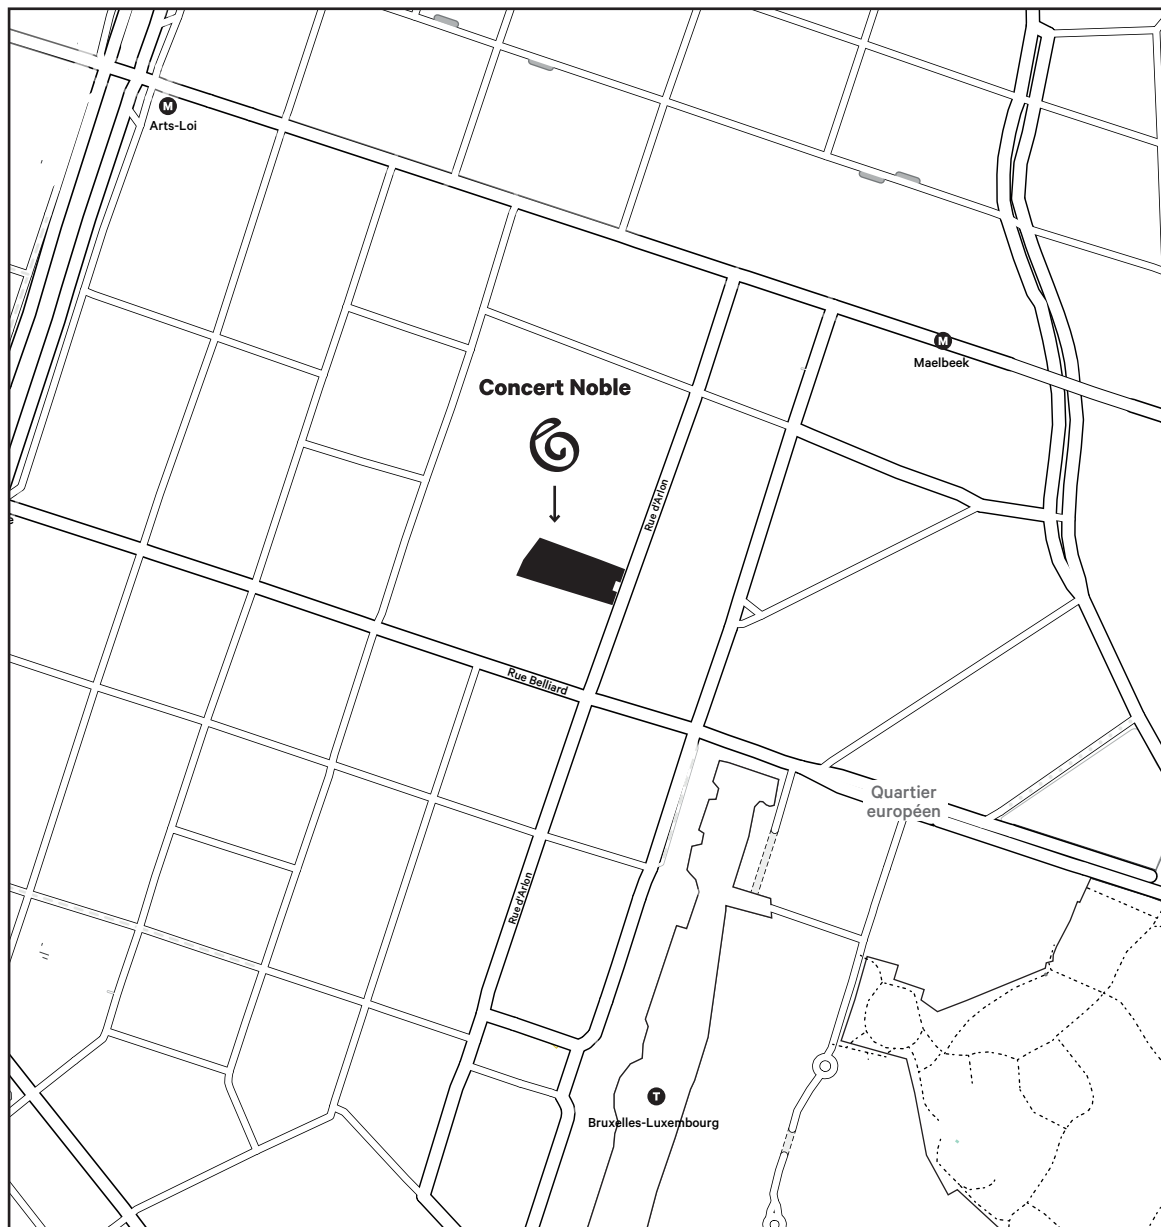 M
Arts-Loi
M
Maelbeek
Concert Noble
Rue d'Arlon
e
Rue Belliard
Quartier
européen
Rue d'Arlon
T
Bruxelles-Luxembourg